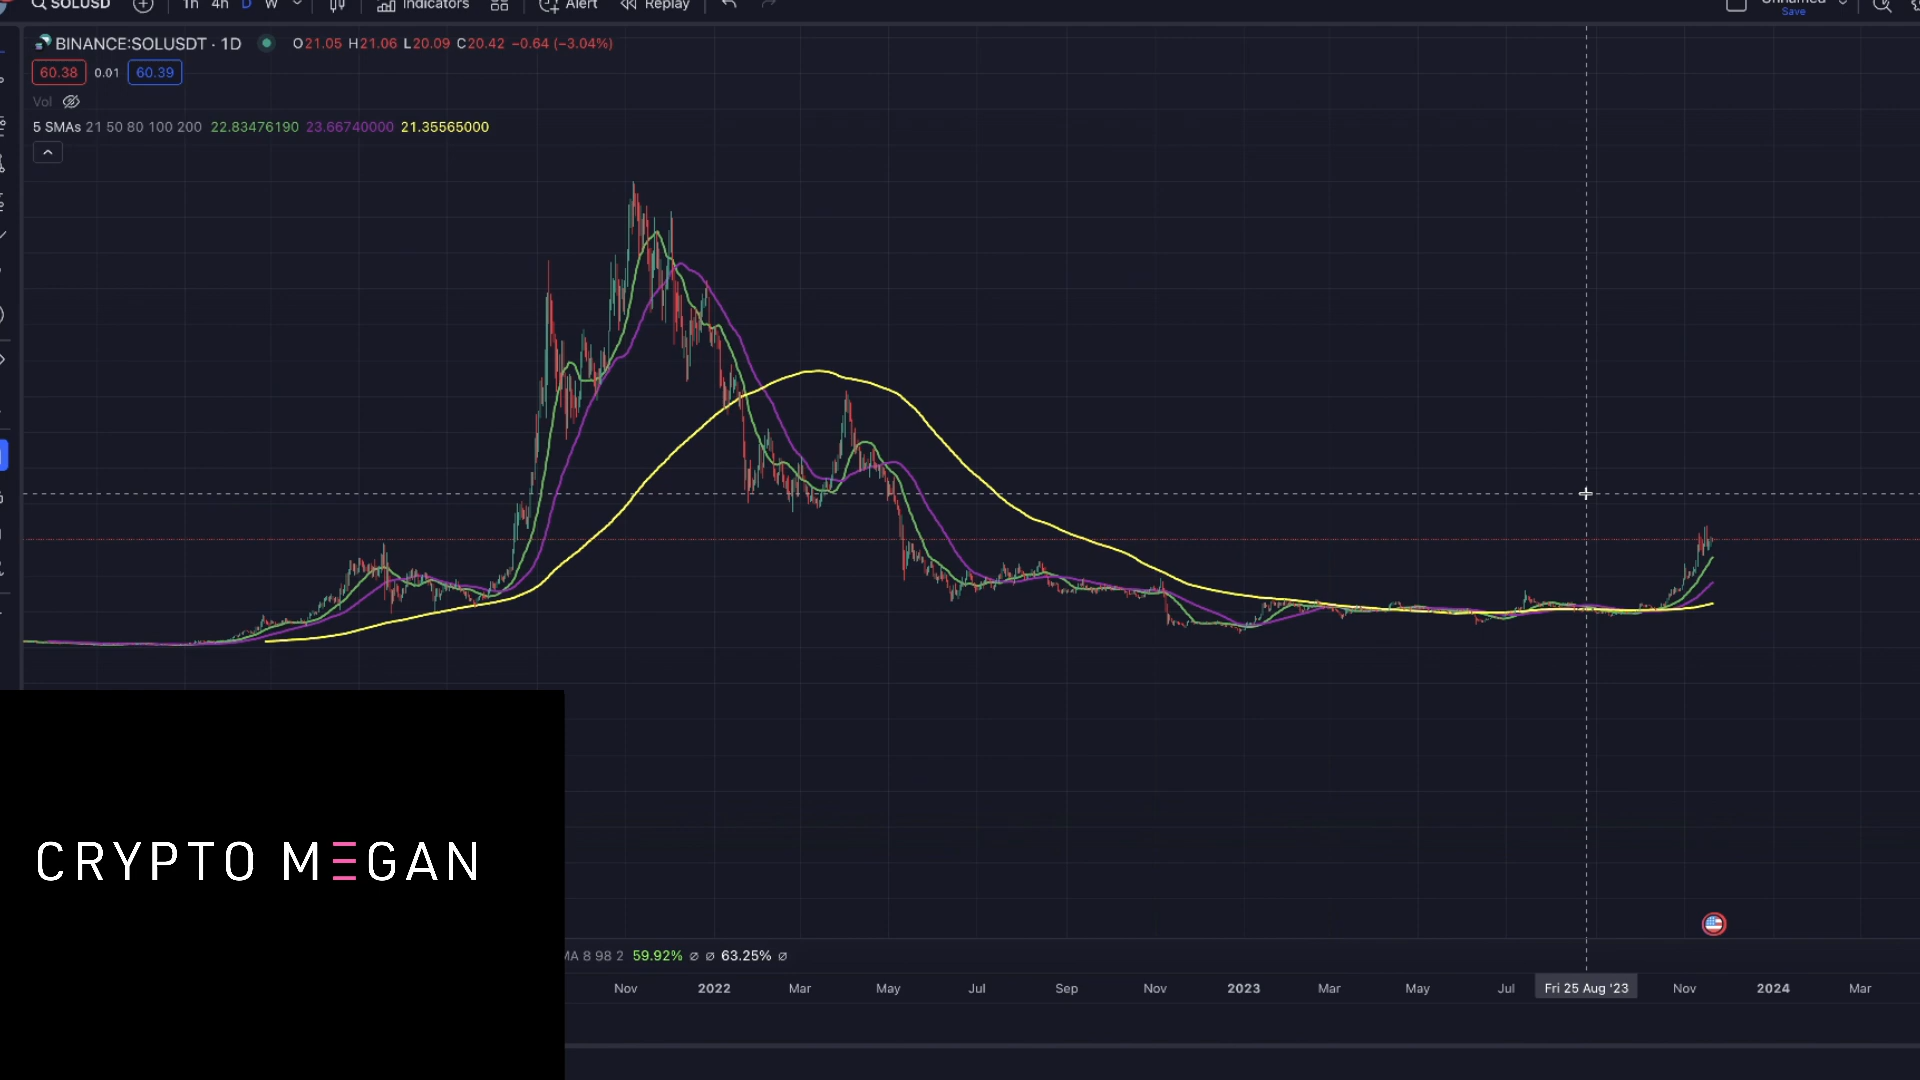 SOLUSD 1h 4h D W Indicators Alert Replay Unnamed
Save
BINANCE:SOLUSDT · 1D O21.05 H21.06 L20.09 C20.42 −0.64 (−3.04%)
60.38 0.01 60.39
Vol
5 SMAs 21 50 80 100 200 22.83476190 23.66740000 21.35565000
CRYPTO MEGAN
MA 8 98 2 59.92% ∅ ∅ 63.25% ∅
Nov 2022 Mar May Jul Sep Nov 2023 Mar May Jul Fri 25 Aug '23 Nov 2024 Mar